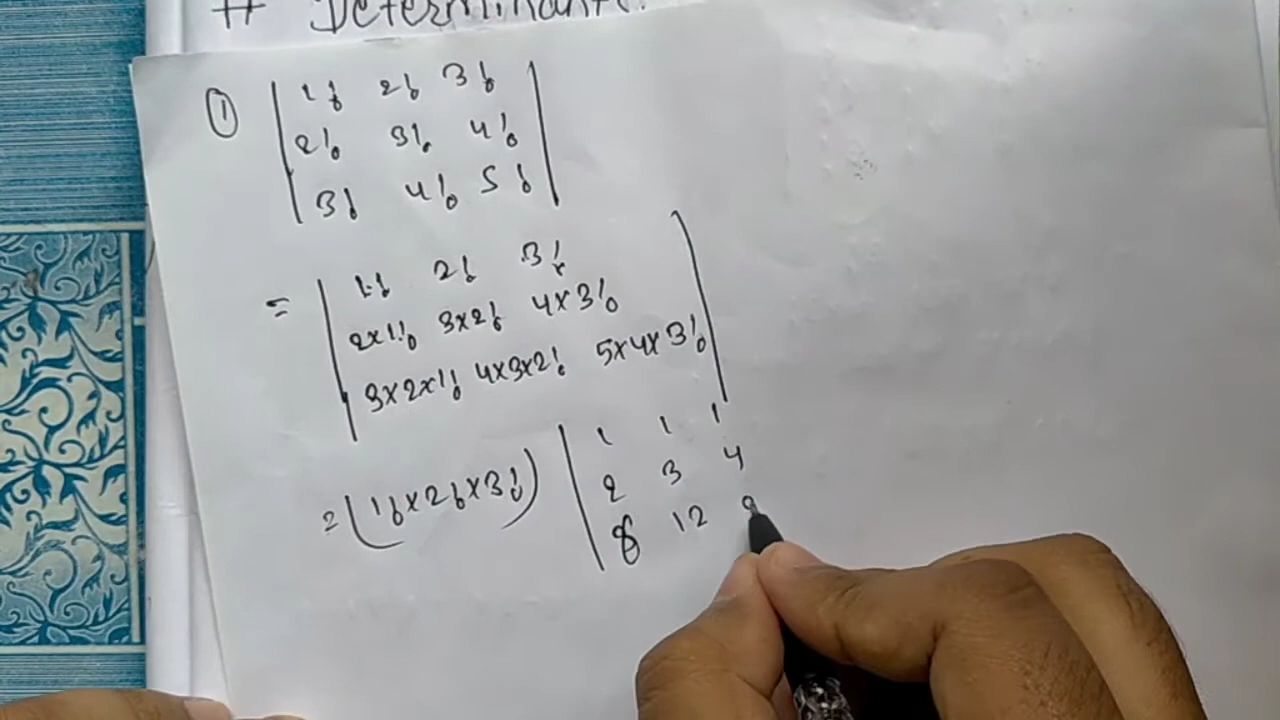 # Determinant:
① | 1! 2! 3! |
| 2! 3! 4! |
| 3! 4! 5! |
= | 1! 2! 3! |
| 2×1! 3×2! 4×3! |
| 3×2×1! 4×3×2! 5×4×3! |
= (1!×2!×3!) | 1 1 1
| 2 3 4
| 12